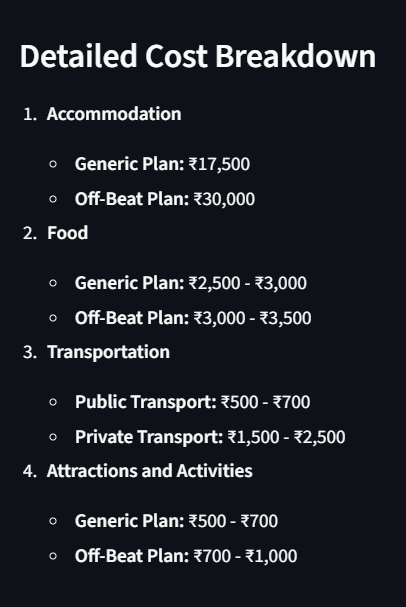 Detailed Cost Breakdown
1. Accommodation
○ Generic Plan: ₹17,500
○ Off-Beat Plan: ₹30,000
2. Food
○ Generic Plan: ₹2,500 - ₹3,000
○ Off-Beat Plan: ₹3,000 - ₹3,500
3. Transportation
○ Public Transport: ₹500 - ₹700
○ Private Transport: ₹1,500 - ₹2,500
4. Attractions and Activities
○ Generic Plan: ₹500 - ₹700
○ Off-Beat Plan: ₹700 - ₹1,000